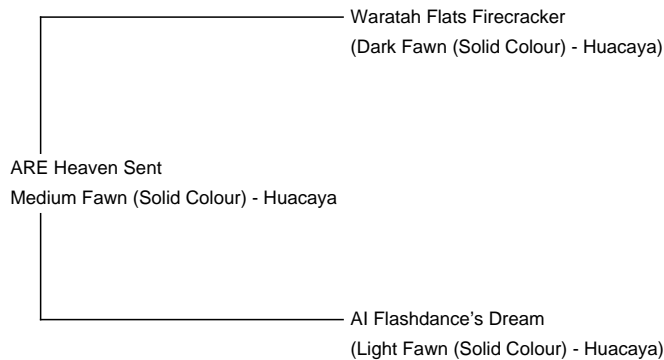 Waratah Flats Firecracker
(Dark Fawn (Solid Colour) - Huacaya)
ARE Heaven Sent
Medium Fawn (Solid Colour) - Huacaya
AI Flashdance's Dream
(Light Fawn (Solid Colour) - Huacaya)